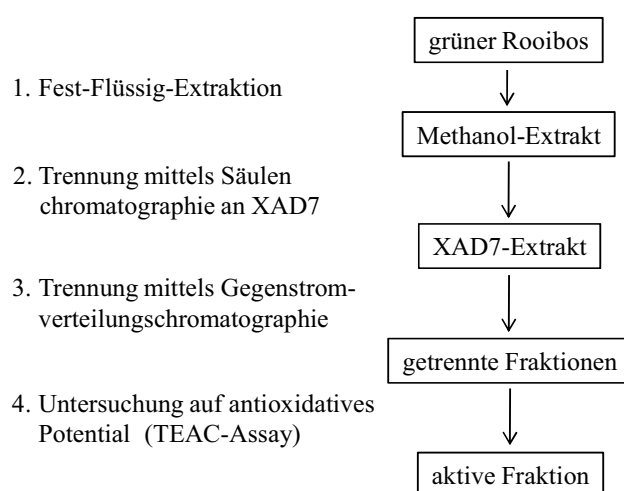 grüner Rooibos
1. Fest-Flüssig-Extraktion
Methanol-Extrakt
2. Trennung mittels Säulen
chromatographie an XAD7
XAD7-Extrakt
3. Trennung mittels Gegenstrom-
verteilungschromatographie
getrennte Fraktionen
4. Untersuchung auf antioxidatives
Potential (TEAC-Assay)
aktive Fraktion